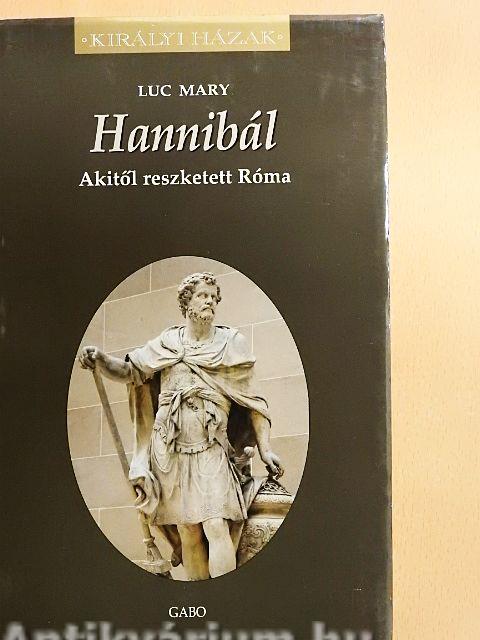 •KIRÁLYI HÁZAK•
LUC MARY
Hannibál
Akitől reszketett Róma
GABO
Antikvárium.hu